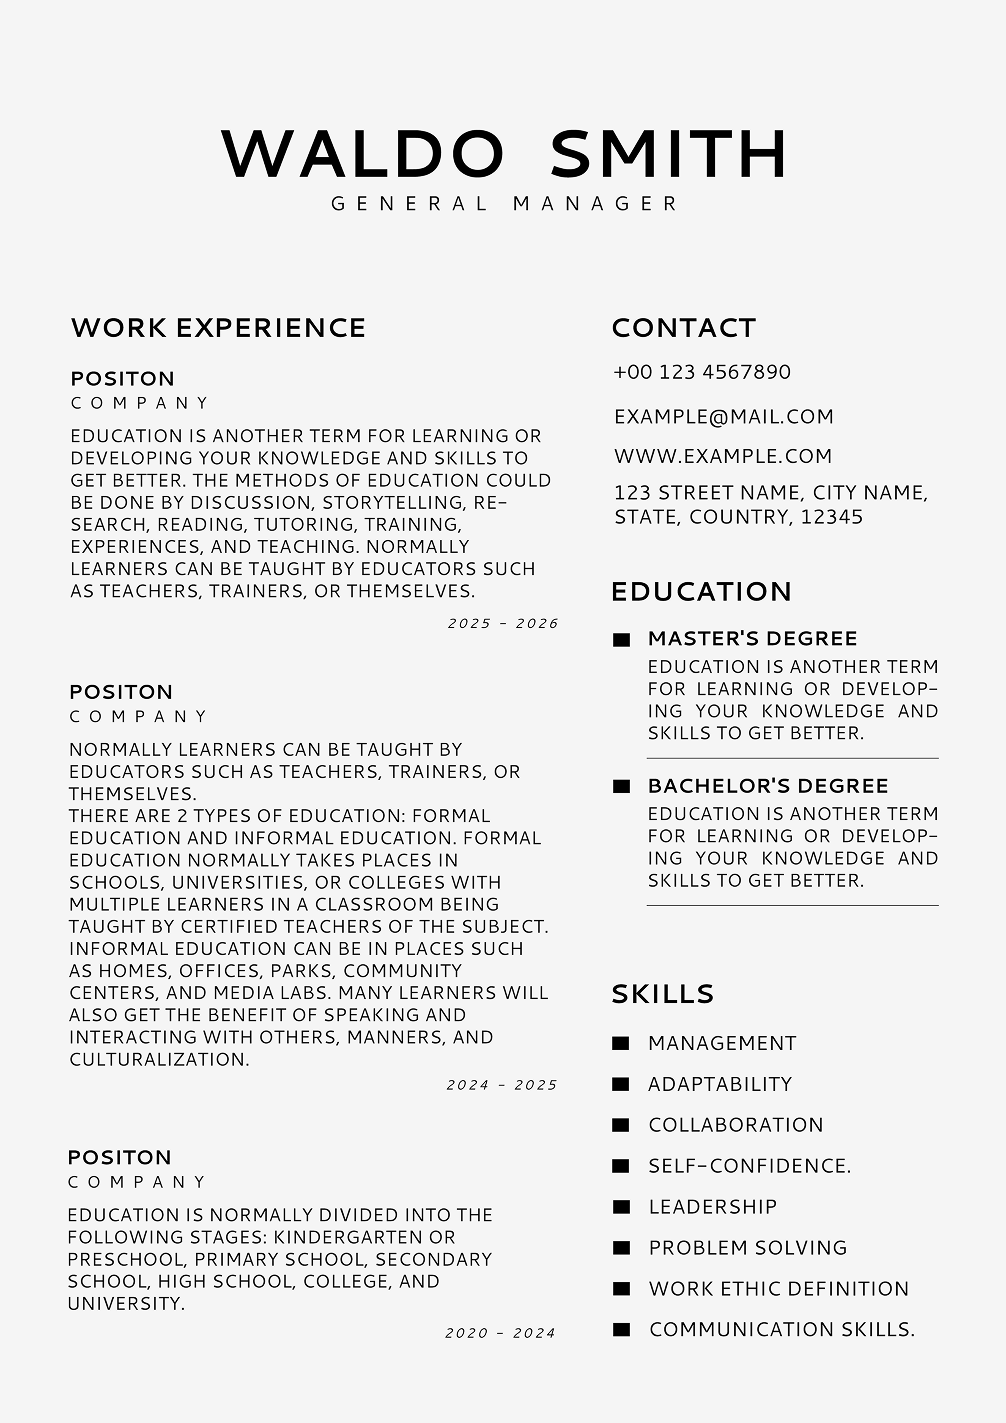 WALDO SMITH
GENERAL MANAGER
WORK EXPERIENCE
POSITON
COMPANY
EDUCATION IS ANOTHER TERM FOR LEARNING OR
DEVELOPING YOUR KNOWLEDGE AND SKILLS TO
GET BETTER. THE METHODS OF EDUCATION COULD
BE DONE BY DISCUSSION, STORYTELLING, RE-
SEARCH, READING, TUTORING, TRAINING,
EXPERIENCES, AND TEACHING. NORMALLY
LEARNERS CAN BE TAUGHT BY EDUCATORS SUCH
AS TEACHERS, TRAINERS, OR THEMSELVES.
2025 - 2026
POSITON
COMPANY
NORMALLY LEARNERS CAN BE TAUGHT BY
EDUCATORS SUCH AS TEACHERS, TRAINERS, OR
THEMSELVES.
THERE ARE 2 TYPES OF EDUCATION: FORMAL
EDUCATION AND INFORMAL EDUCATION. FORMAL
EDUCATION NORMALLY TAKES PLACES IN
SCHOOLS, UNIVERSITIES, OR COLLEGES WITH
MULTIPLE LEARNERS IN A CLASSROOM BEING
TAUGHT BY CERTIFIED TEACHERS OF THE SUBJECT.
INFORMAL EDUCATION CAN BE IN PLACES SUCH
AS HOMES, OFFICES, PARKS, COMMUNITY
CENTERS, AND MEDIA LABS. MANY LEARNERS WILL
ALSO GET THE BENEFIT OF SPEAKING AND
INTERACTING WITH OTHERS, MANNERS, AND
CULTURALIZATION.
2024 - 2025
POSITON
COMPANY
EDUCATION IS NORMALLY DIVIDED INTO THE
FOLLOWING STAGES: KINDERGARTEN OR
PRESCHOOL, PRIMARY SCHOOL, SECONDARY
SCHOOL, HIGH SCHOOL, COLLEGE, AND
UNIVERSITY.
2020 - 2024
CONTACT
+00 123 4567890
EXAMPLE@MAIL.COM
WWW.EXAMPLE.COM
123 STREET NAME, CITY NAME,
STATE, COUNTRY, 12345
EDUCATION
MASTER'S DEGREE
EDUCATION IS ANOTHER TERM
FOR LEARNING OR DEVELOP-
ING YOUR KNOWLEDGE AND
SKILLS TO GET BETTER.
BACHELOR'S DEGREE
EDUCATION IS ANOTHER TERM
FOR LEARNING OR DEVELOP-
ING YOUR KNOWLEDGE AND
SKILLS TO GET BETTER.
SKILLS
MANAGEMENT
ADAPTABILITY
COLLABORATION
SELF-CONFIDENCE.
LEADERSHIP
PROBLEM SOLVING
WORK ETHIC DEFINITION
COMMUNICATION SKILLS.